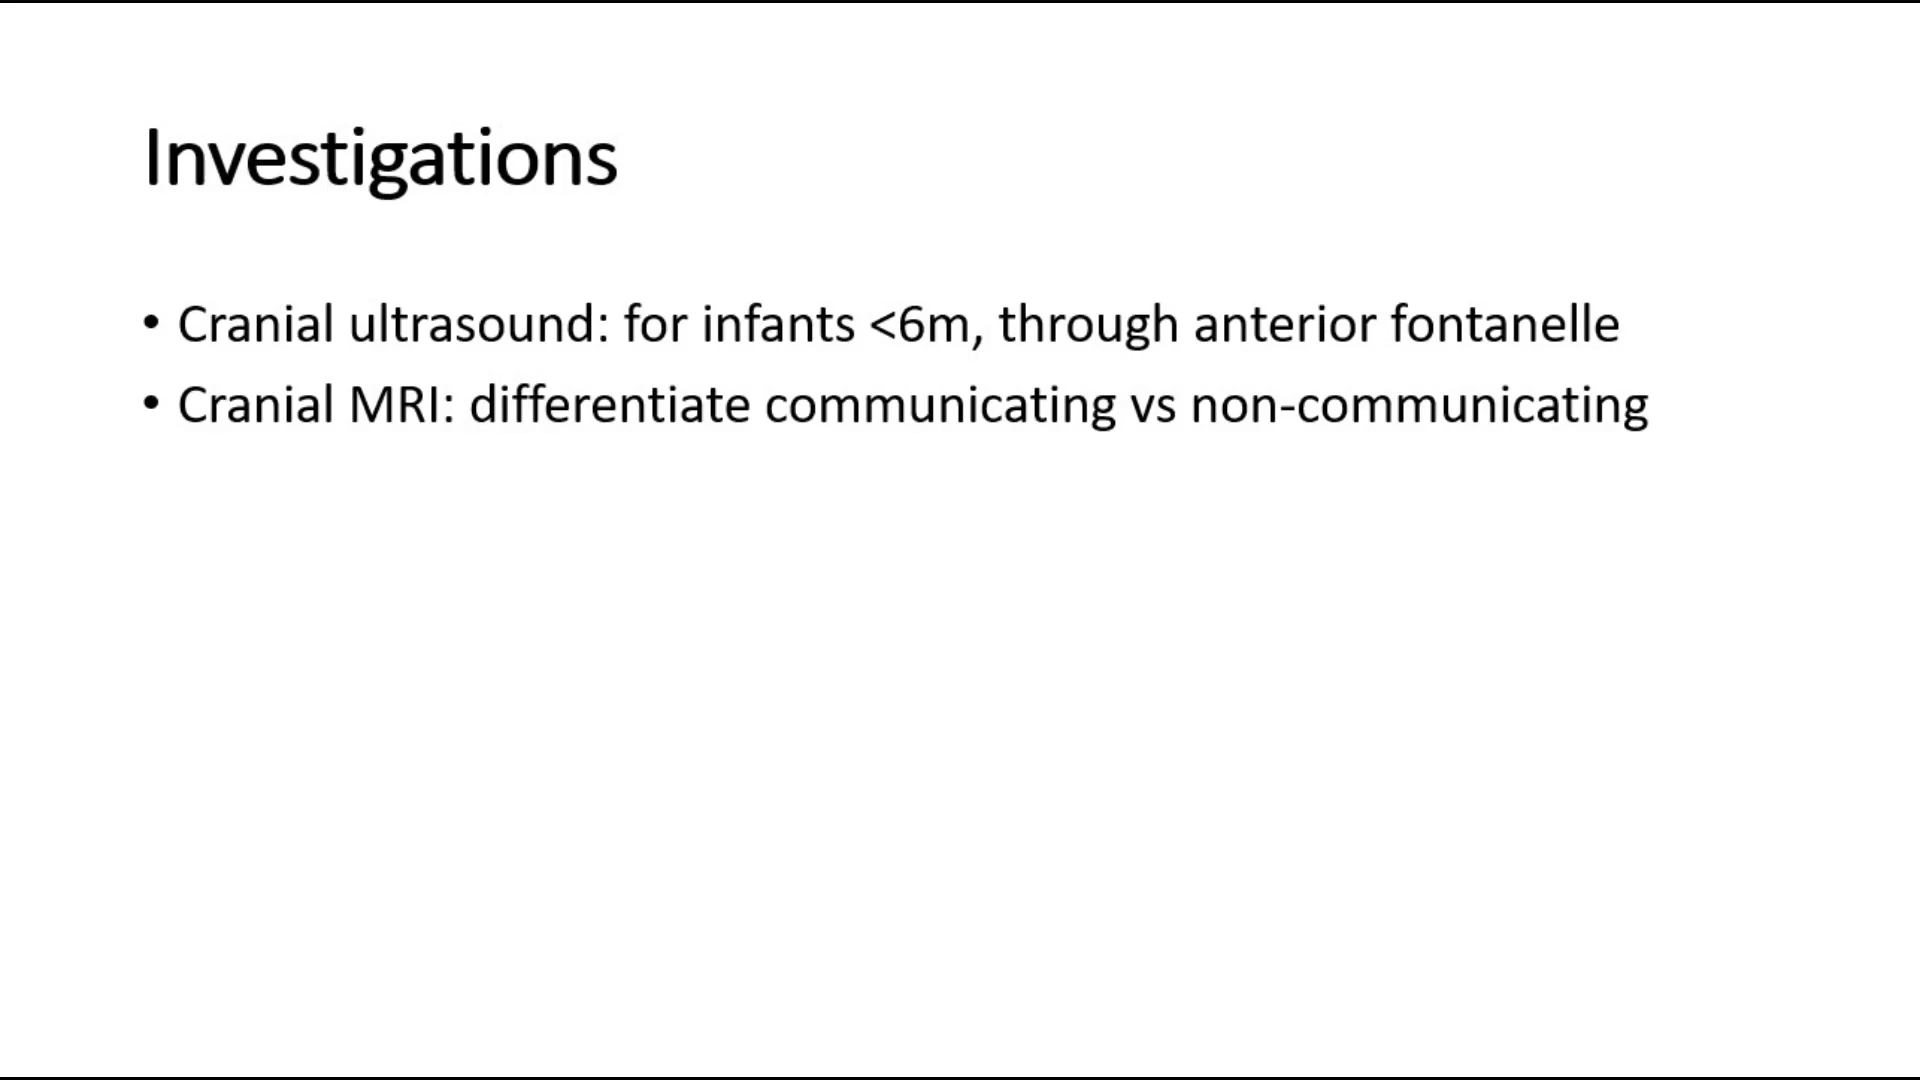 Investigations
• Cranial ultrasound: for infants <6m, through anterior fontanelle
• Cranial MRI: differentiate communicating vs non-communicating